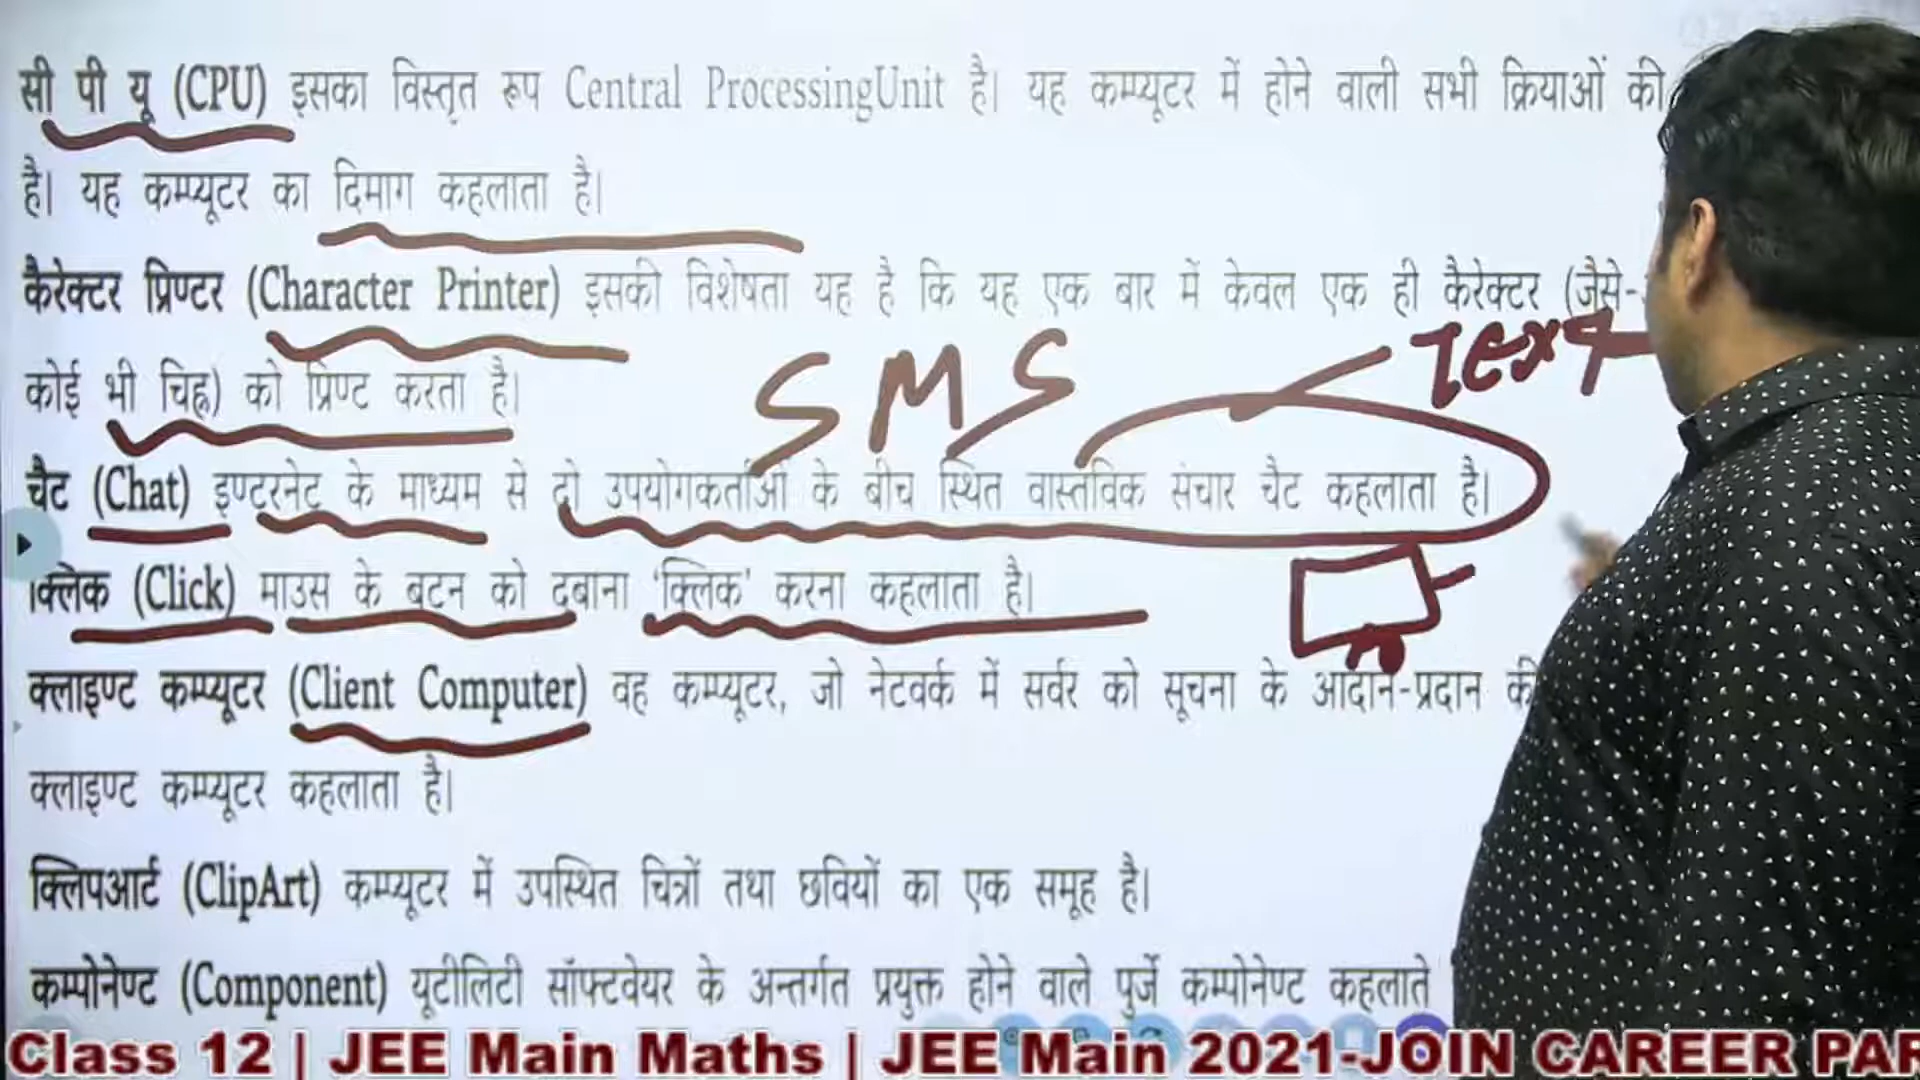 सी पी यू (CPU) इसका विस्तृत रूप Central ProcessingUnit है। यह कम्प्यूटर में होने वाली सभी क्रियाओं की
है। यह कम्प्यूटर का दिमाग कहलाता है।
कैरेक्टर प्रिण्टर (Character Printer) इसकी विशेषता यह है कि यह एक बार में केवल एक ही कैरेक्टर (जैसे-
Text
कोई भी चिह्न) को प्रिण्ट करता है।
SMS
चैट (Chat) इण्टरनेट के माध्यम से दो उपयोगकर्ताओं के बीच स्थित वास्तविक संचार चैट कहलाता है।
क्लिक (Click) माउस के बटन को दबाना 'क्लिक' करना कहलाता है।
क्लाइण्ट कम्प्यूटर (Client Computer) वह कम्प्यूटर, जो नेटवर्क में सर्वर को सूचना के आदान-प्रदान की
क्लाइण्ट कम्प्यूटर कहलाता है।
क्लिपआर्ट (ClipArt) कम्प्यूटर में उपस्थित चित्रों तथा छवियों का एक समूह है।
कम्पोनेण्ट (Component) यूटीलिटी सॉफ्टवेयर के अन्तर्गत प्रयुक्त होने वाले पुर्जे कम्पोनेण्ट कहलाते
Class 12 | JEE Main Maths | JEE Main 2021-JOIN CAREER PAR